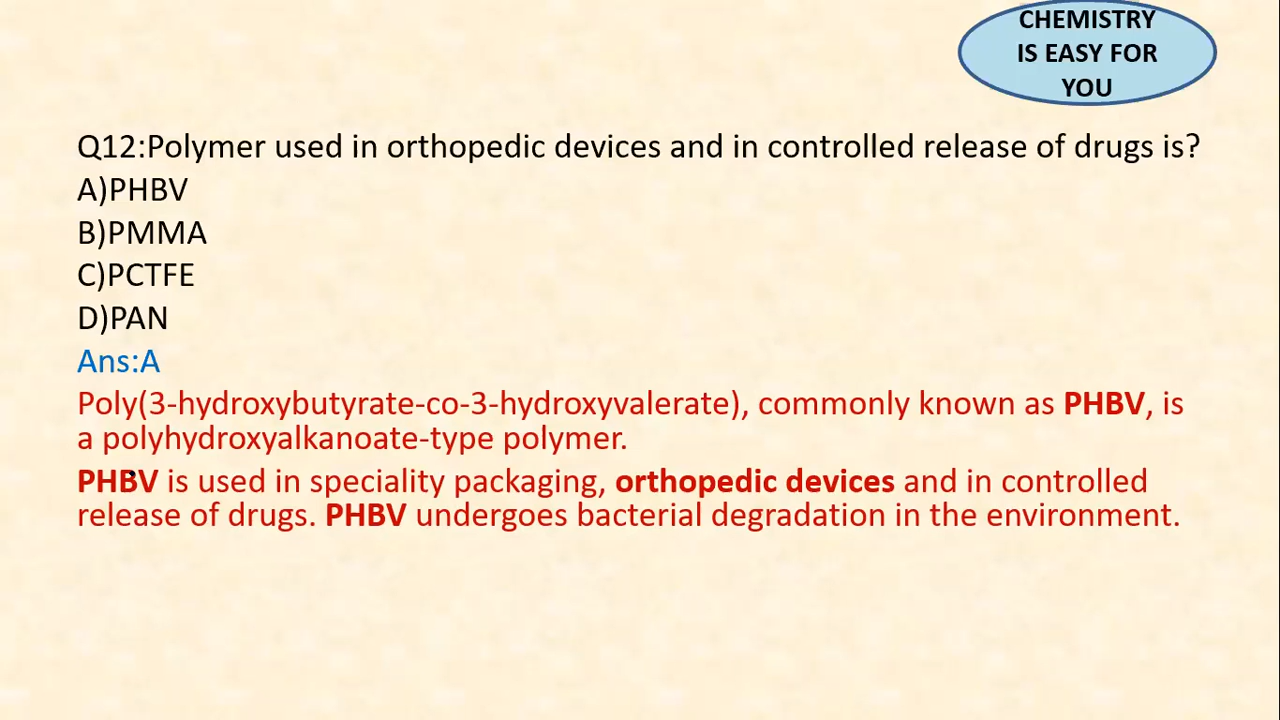 CHEMISTRY
IS EASY FOR
YOU
Q12:Polymer used in orthopedic devices and in controlled release of drugs is?
A)PHBV
B)PMMA
C)PCTFE
D)PAN
Ans:A
Poly(3-hydroxybutyrate-co-3-hydroxyvalerate), commonly known as PHBV, is
a polyhydroxyalkanoate-type polymer.
PHBV is used in speciality packaging, orthopedic devices and in controlled
release of drugs. PHBV undergoes bacterial degradation in the environment.